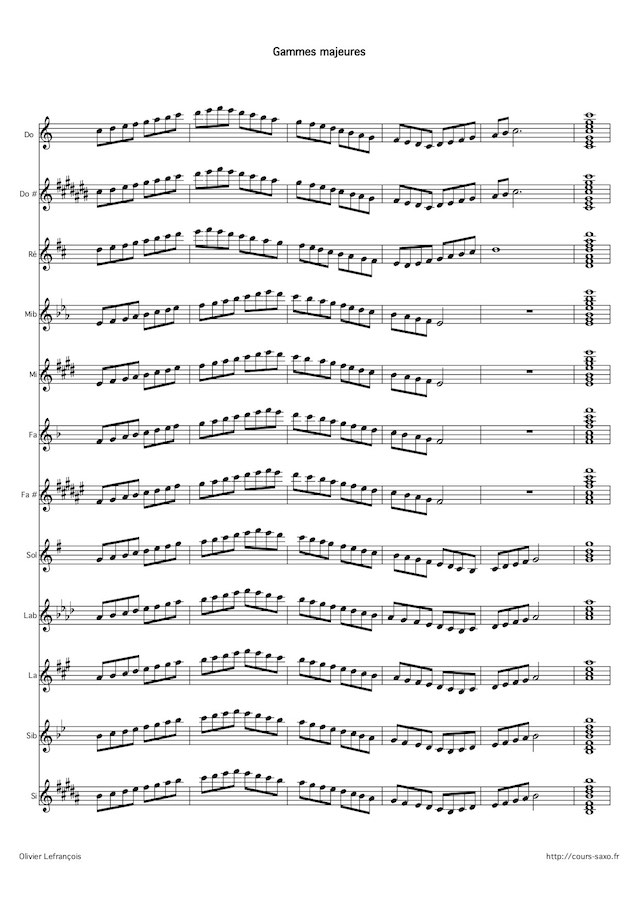 Gammes majeures
Do
Do #
Ré
Mib
Mi
Fa
Fa #
Sol
Lab
La
Sib
Si
Olivier Lefrançois
http://cours-saxo.fr